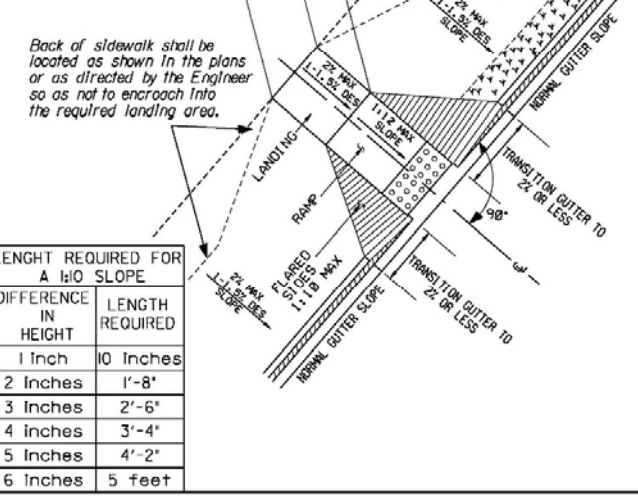 Back of sidewalk shall be
located as shown in the plans
or as directed by the Engineer
so as not to encroach into
the required landing area.
2% MAX
1-1.5% DES
SLOPE
NORMAL GUTTER SLOPE
2% MAX
1-1.5% DES
1:12 MAX
SLOPE
LANDING
RAMP
FLARED
SIDES
1:10 MAX
TRANSITION GUTTER TO
2% OR LESS
90°
TRANSITION GUTTER TO
2% OR LESS
2% MAX
1-1.5% DES
SLOPE
NORMAL GUTTER SLOPE
LENGHT REQUIRED FOR
A 1:10 SLOPE
DIFFERENCE
IN
HEIGHT
LENGTH
REQUIRED
1 inch 10 inches
2 inches 1'-8"
3 inches 2'-6"
4 inches 3'-4"
5 inches 4'-2"
6 inches 5 feet